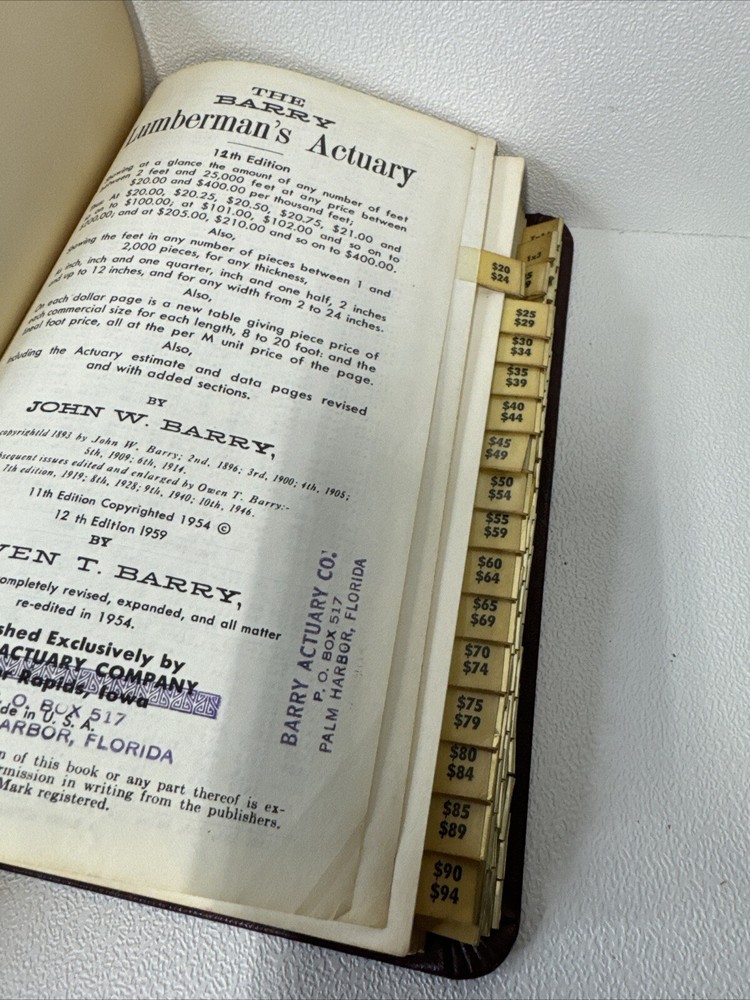 THE
BARRY
Lumberman's Actuary
12th Edition
at a glance the amount of any number of feet
between 2 feet and 25,000 feet at any price between
$20.00 and $400.00 per thousand feet;
At $20.00, $20.25, $20.50, $20.75, $21.00 and
on to $100.00; at $101.00, $102.00 and so on to
and at $205.00, $210.00 and so on to $400.00.
Also,
the feet in any number of pieces between 1 and
2,000 pieces, for any thickness,
inch, inch and one quarter, inch and one half, 2 inches
up to 12 inches, and for any width from 2 to 24 inches.
Also,
each dollar page is a new table giving piece price of
each commercial size for each length, 8 to 20 foot: and the
foot price, all at the per M unit price of the page.
Also,
the Actuary estimate and data pages revised
and with added sections.
BY
JOHN W. BARRY,
1893 by John W. Barry; 2nd, 1896; 3rd, 1900; 4th, 1905;
5th, 1909; 6th, 1914.
issues edited and enlarged by Owen T. Barry:-
edition, 1919; 8th, 1928; 9th, 1940; 10th, 1946.
11th Edition Copyrighted 1954 ©
12 th Edition 1959
BY
EN T. BARRY,
completely revised, expanded, and all matter
re-edited in 1954.
shed Exclusively by
ACTUARY COMPANY
Rapids, Iowa
O. BOX 517
de in U.S.A.
ARBOR, FLORIDA
n of this book or any part thereof is ex-
rmission in writing from the publishers.
Mark registered.
BARRY ACTUARY CO.
P. O. BOX 517
PALM HARBOR, FLORIDA
$20
$24
$25
$29
$30
$34
$35
$39
$40
$44
$45
$49
$50
$54
$55
$59
$60
$64
$65
$69
$70
$74
$75
$79
$80
$84
$85
$89
$90
$94